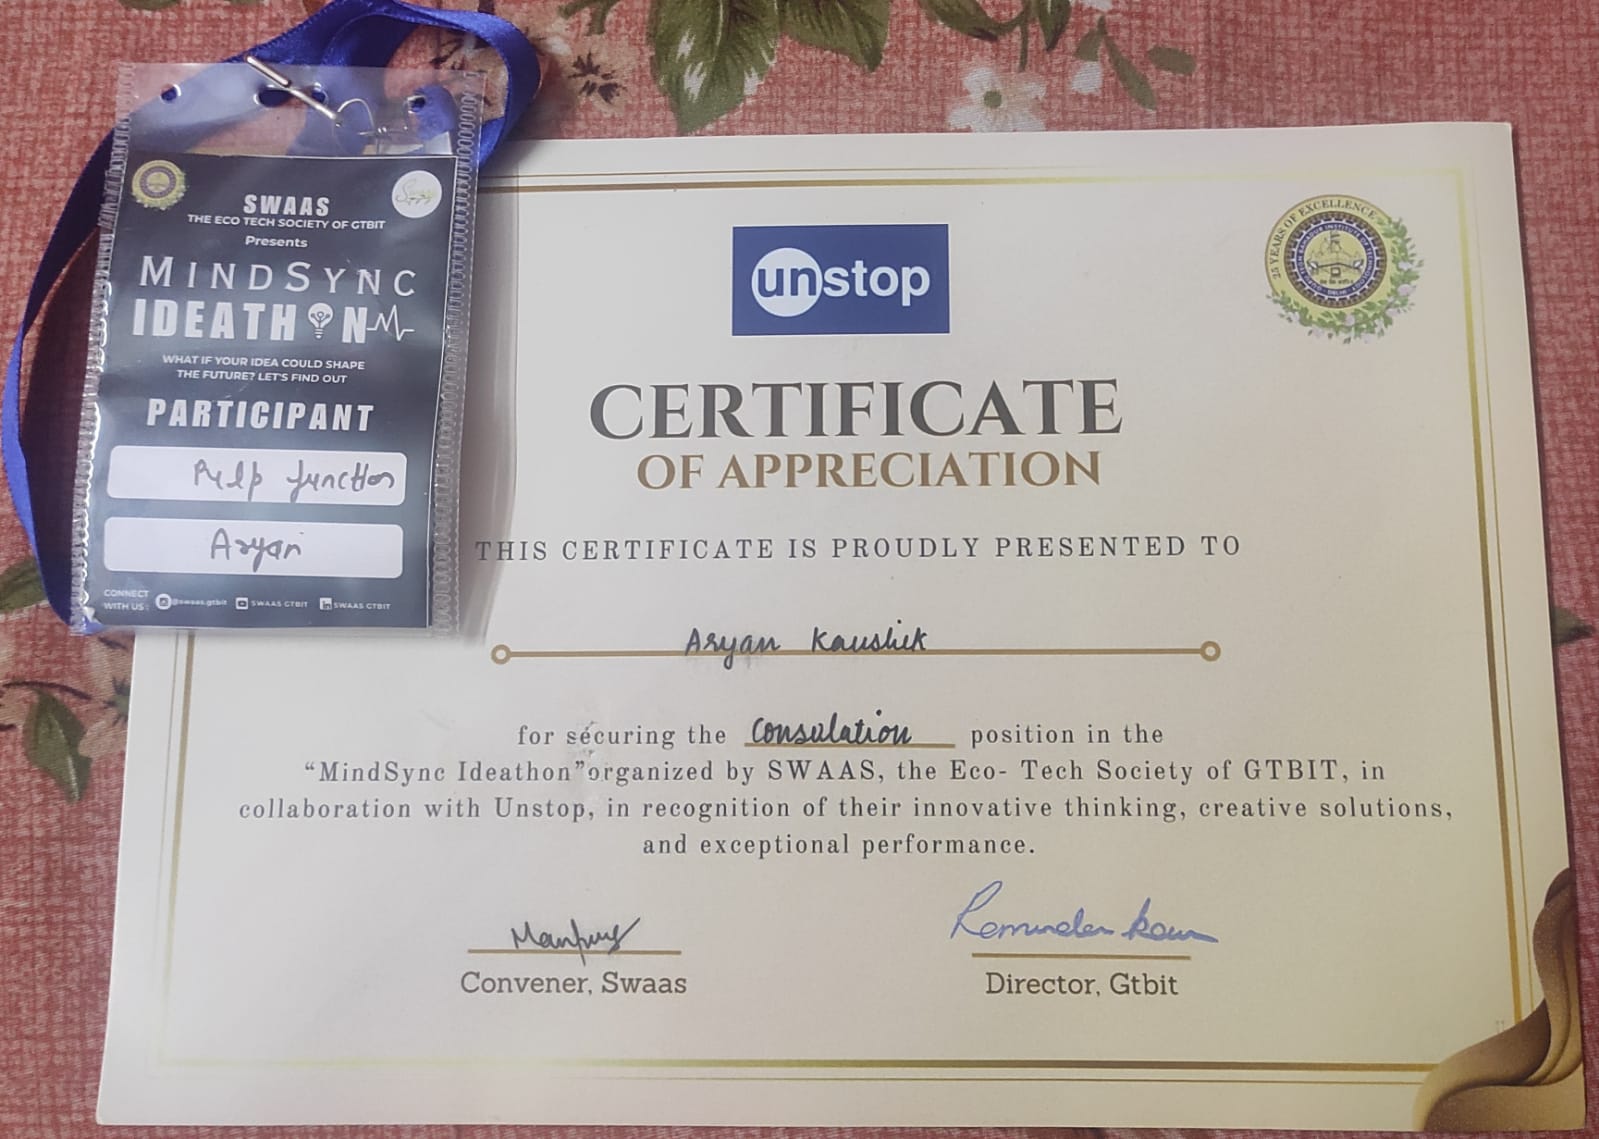 SWAAS
THE ECO TECH SOCIETY OF GTBIT
Presents
MINDSYNC
IDEATHON
WHAT IF YOUR IDEA COULD SHAPE
THE FUTURE? LET'S FIND OUT
PARTICIPANT
Pulp function
Aryan
CONNECT
WITH US :
@swaas.gtbit
SWAAS GTBIT
SWAAS GTBIT
unstop
25 YEARS OF EXCELLENCE
CERTIFICATE
OF APPRECIATION
THIS CERTIFICATE IS PROUDLY PRESENTED TO
Aryan Kaushik
for securing the Consulation position in the
“MindSync Ideathon”organized by SWAAS, the Eco- Tech Society of GTBIT, in
collaboration with Unstop, in recognition of their innovative thinking, creative solutions,
and exceptional performance.
Convener, Swaas
Director, Gtbit